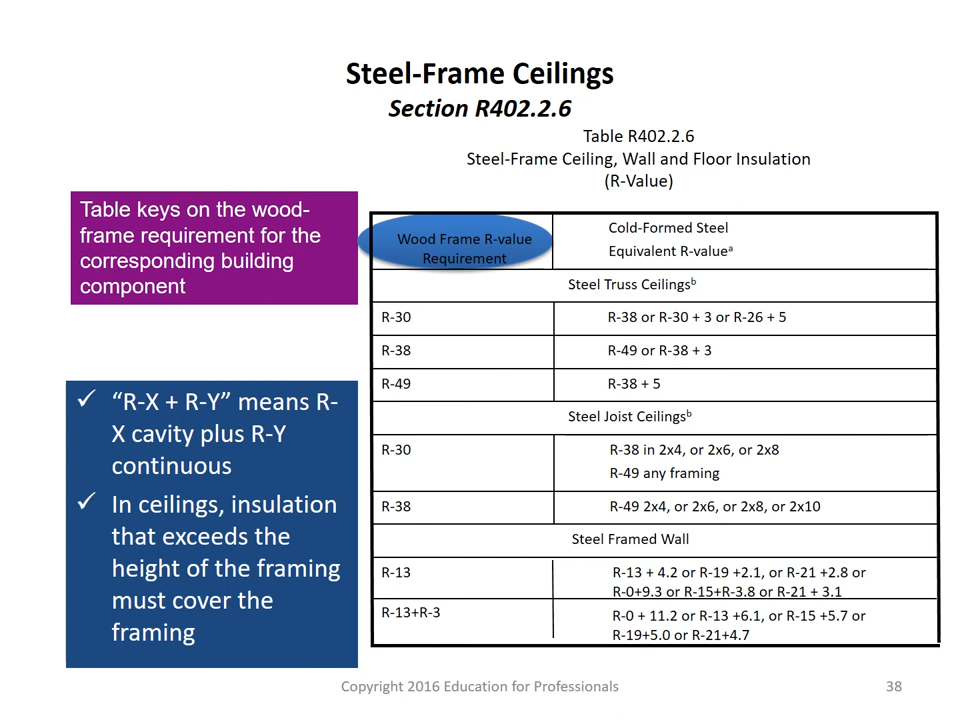 Steel-Frame Ceilings
Section R402.2.6
Table R402.2.6
Steel-Frame Ceiling, Wall and Floor Insulation
(R-Value)
Table keys on the wood-
frame requirement for the
corresponding building
component
“R-X + R-Y” means R-
X cavity plus R-Y
continuous
In ceilings, insulation
that exceeds the
height of the framing
must cover the
framing
Wood Frame R-value
Requirement
Cold-Formed Steel
Equivalent R-valueᵃ
Steel Truss Ceilingsᵇ
R-30
R-38 or R-30 + 3 or R-26 + 5
R-38
R-49 or R-38 + 3
R-49
R-38 + 5
Steel Joist Ceilingsᵇ
R-30
R-38 in 2x4, or 2x6, or 2x8
R-49 any framing
R-38
R-49 2x4, or 2x6, or 2x8, or 2x10
Steel Framed Wall
R-13
R-13 + 4.2 or R-19 +2.1, or R-21 +2.8 or
R-0+9.3 or R-15+R-3.8 or R-21 + 3.1
R-13+R-3
R-0 + 11.2 or R-13 +6.1, or R-15 +5.7 or
R-19+5.0 or R-21+4.7
Copyright 2016 Education for Professionals
38